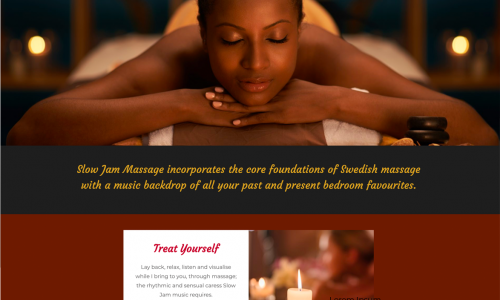 Slow Jam Massage incorporates the core foundations of Swedish massage
with a music backdrop of all your past and present bedroom favourites.
Treat Yourself
Lay back, relax, listen and visualise
while I bring to you, through massage;
the rhythmic and sensual caress Slow
Jam music requires.